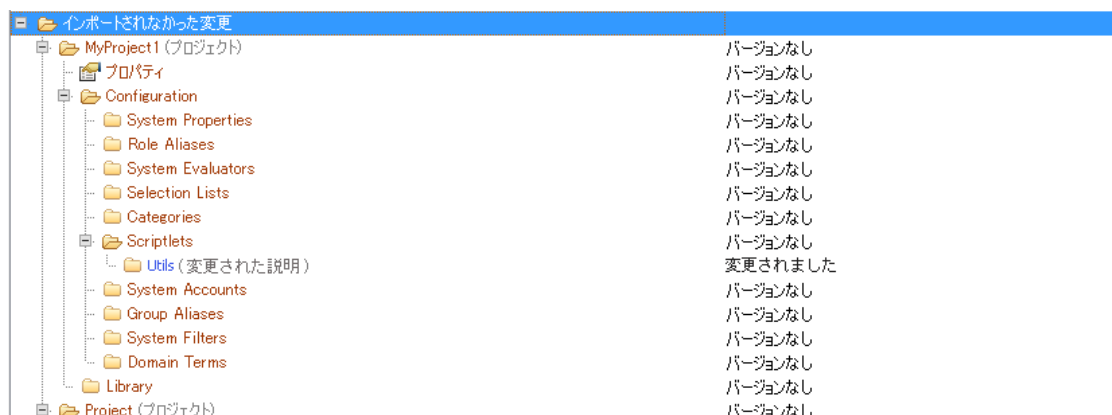 インポートされなかった変更
MyProject1 (プロジェクト) バージョンなし
プロパティ バージョンなし
Configuration バージョンなし
System Properties バージョンなし
Role Aliases バージョンなし
System Evaluators バージョンなし
Selection Lists バージョンなし
Categories バージョンなし
Scriptlets バージョンなし
Utils (変更された説明) 変更されました
System Accounts バージョンなし
Group Aliases バージョンなし
System Filters バージョンなし
Domain Terms バージョンなし
Library バージョンなし
Project (プロジェクト) バージョンなし